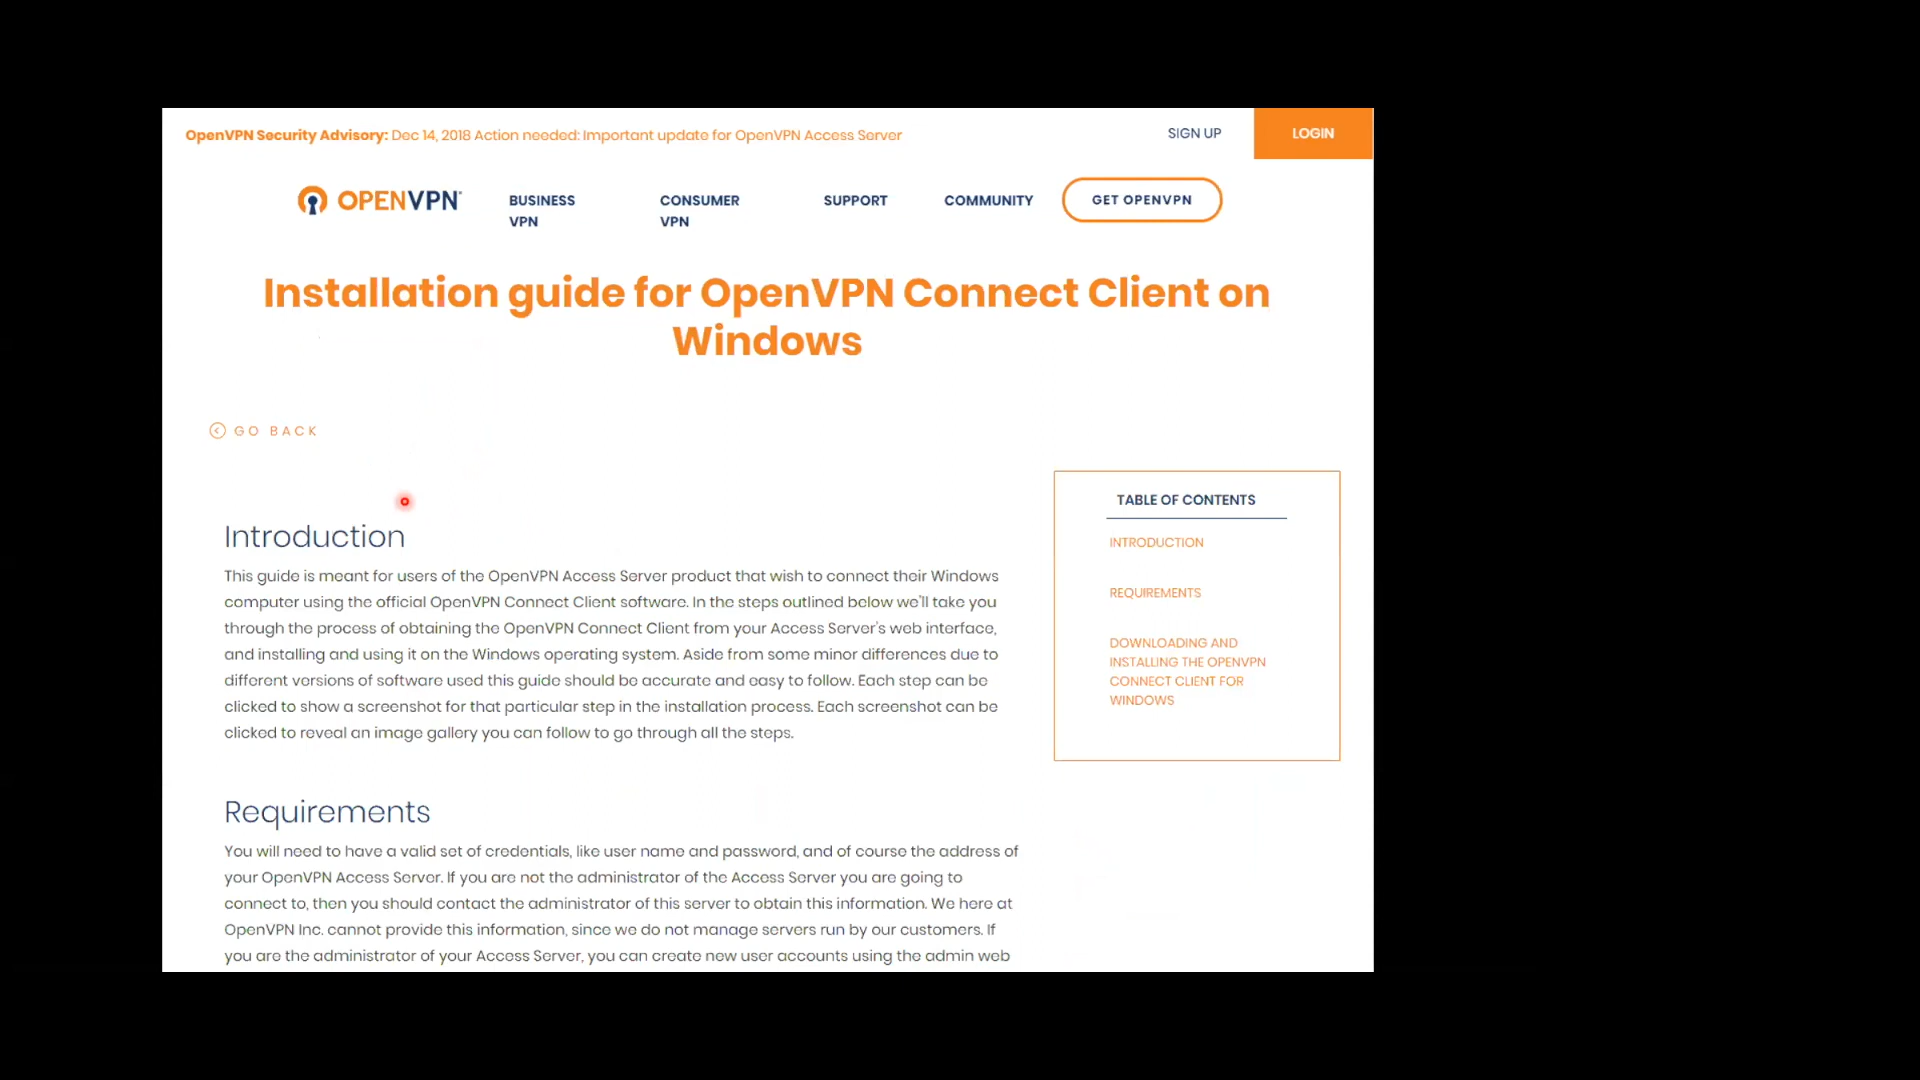 OpenVPN Security Advisory: Dec 14, 2018 Action needed: Important update for OpenVPN Access Server
SIGN UP
LOGIN
OPENVPN
BUSINESS
VPN
CONSUMER
VPN
SUPPORT
COMMUNITY
GET OPENVPN
Installation guide for OpenVPN Connect Client on
Windows
GO BACK
Introduction
This guide is meant for users of the OpenVPN Access Server product that wish to connect their Windows
computer using the official OpenVPN Connect Client software. In the steps outlined below we'll take you
through the process of obtaining the OpenVPN Connect Client from your Access Server's web interface,
and installing and using it on the Windows operating system. Aside from some minor differences due to
different versions of software used this guide should be accurate and easy to follow. Each step can be
clicked to show a screenshot for that particular step in the installation process. Each screenshot can be
clicked to reveal an image gallery you can follow to go through all the steps.
Requirements
You will need to have a valid set of credentials, like user name and password, and of course the address of
your OpenVPN Access Server. If you are not the administrator of the Access Server you are going to
connect to, then you should contact the administrator of this server to obtain this information. We here at
OpenVPN Inc. cannot provide this information, since we do not manage servers run by our customers. If
you are the administrator of your Access Server, you can create new user accounts using the admin web
TABLE OF CONTENTS
INTRODUCTION
REQUIREMENTS
DOWNLOADING AND
INSTALLING THE OPENVPN
CONNECT CLIENT FOR
WINDOWS